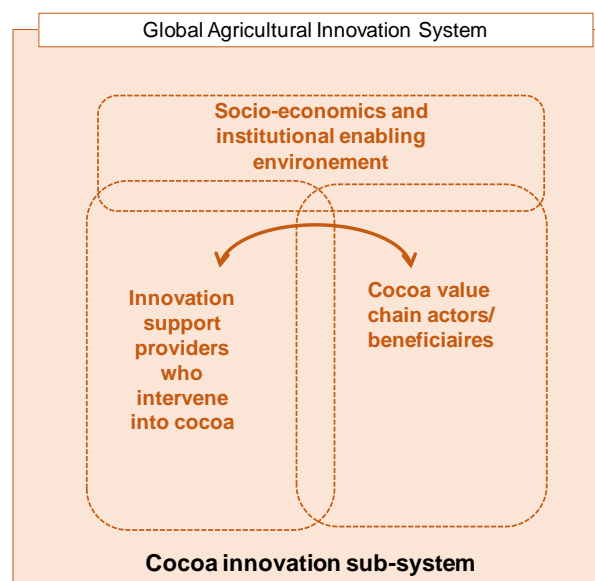 Global Agricultural Innovation System
Socio-economics and
institutional enabling
environement
Innovation
support
providers
who
intervene
into cocoa
Cocoa value
chain actors/
beneficiaires
Cocoa innovation sub-system